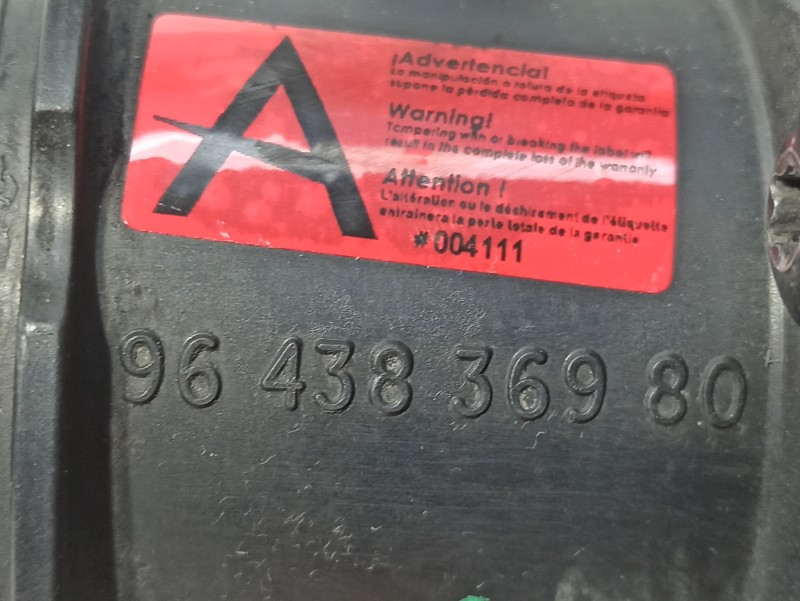 A
¡Advertencia!
La manipulación o rotura de la etiqueta
supone la pérdida completa de la garantía
Warning!
Tampering with or breaking the label will
result in the complete loss of the warranty
Attention !
L'altération ou le déchirement de l'étiquette
entrainera la perte totale de la garantie
#004111
96 438 369 80